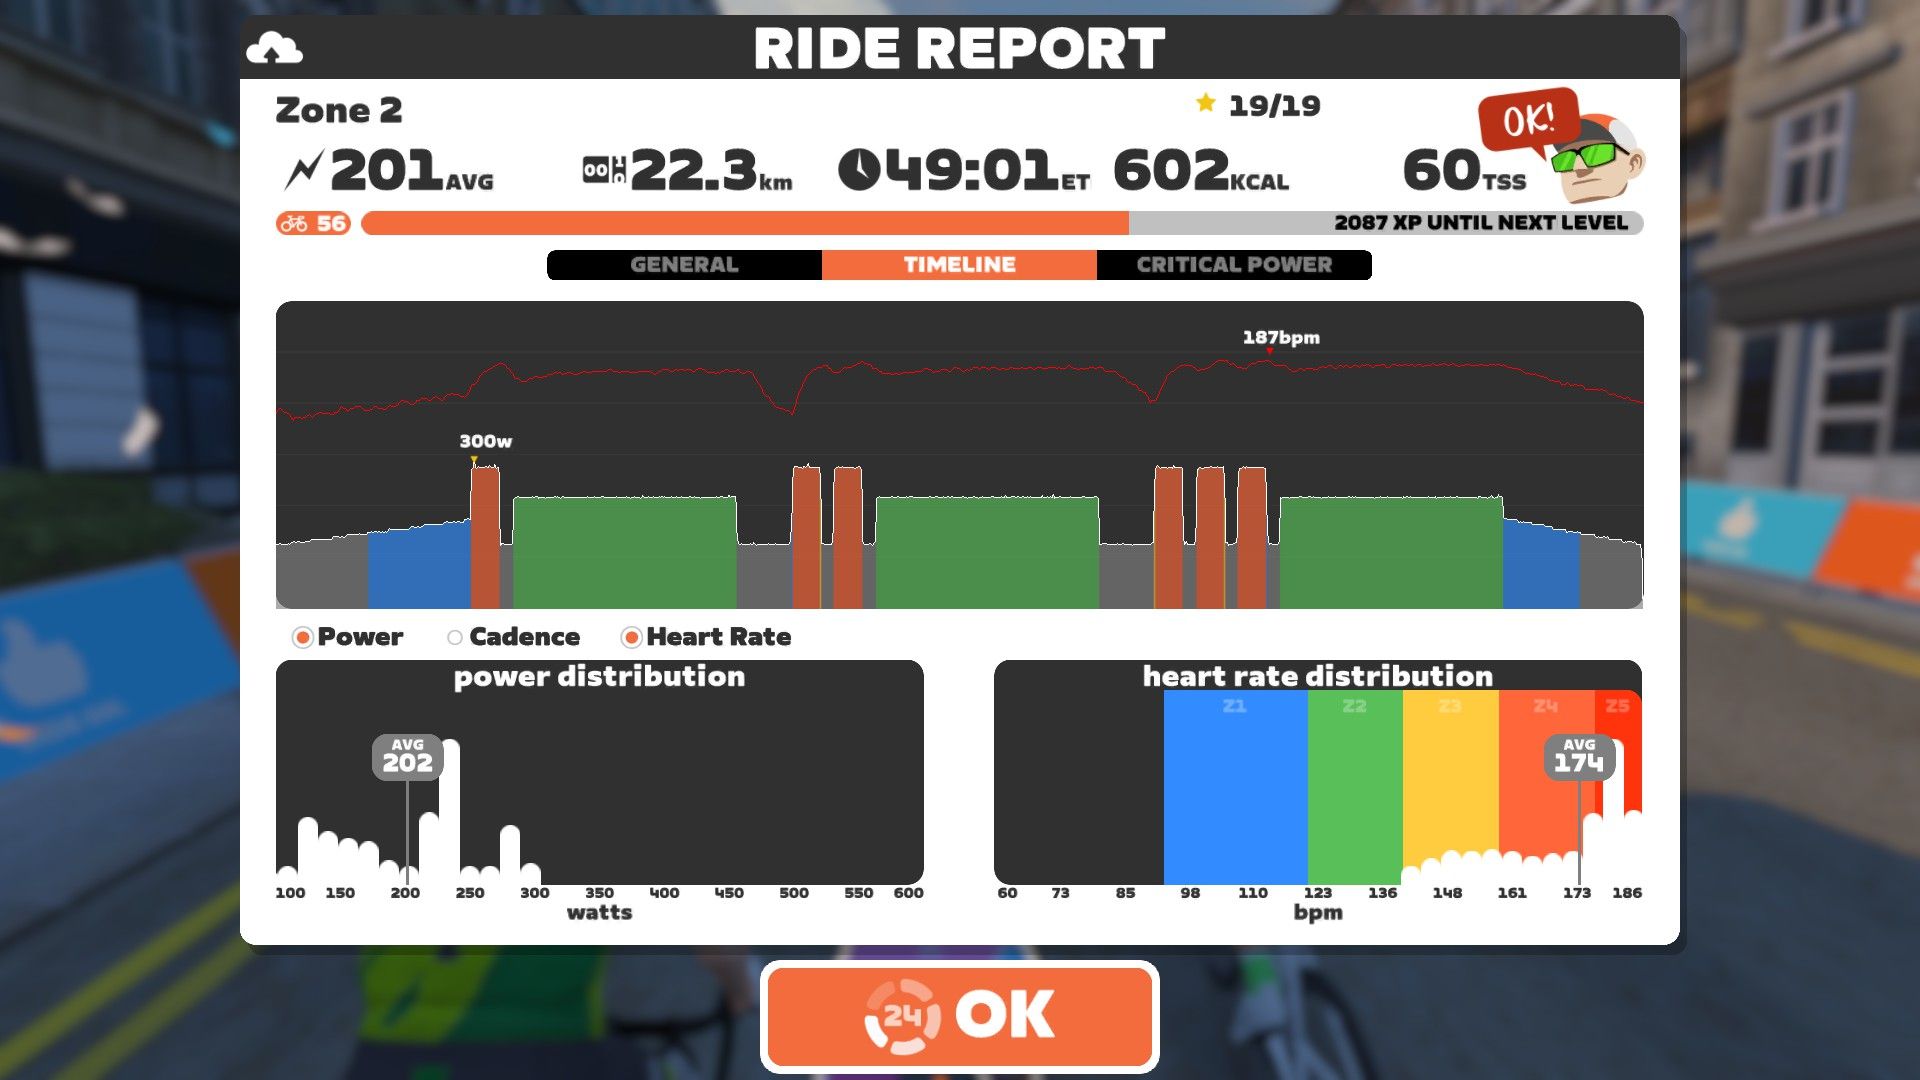 RIDE REPORT
Zone 2
19/19
OK!
201AVG
22.3km
49:01ET
602KCAL
60TSS
56
2087 XP UNTIL NEXT LEVEL
GENERAL
TIMELINE
CRITICAL POWER
187bpm
300w
Power
Cadence
Heart Rate
power distribution
AVG
202
100 150 200 250 300 350 400 450 500 550 600
watts
heart rate distribution
Z1 Z2 Z3 Z4 Z5
AVG
174
60 73 85 98 110 123 136 148 161 173 186
bpm
24
OK